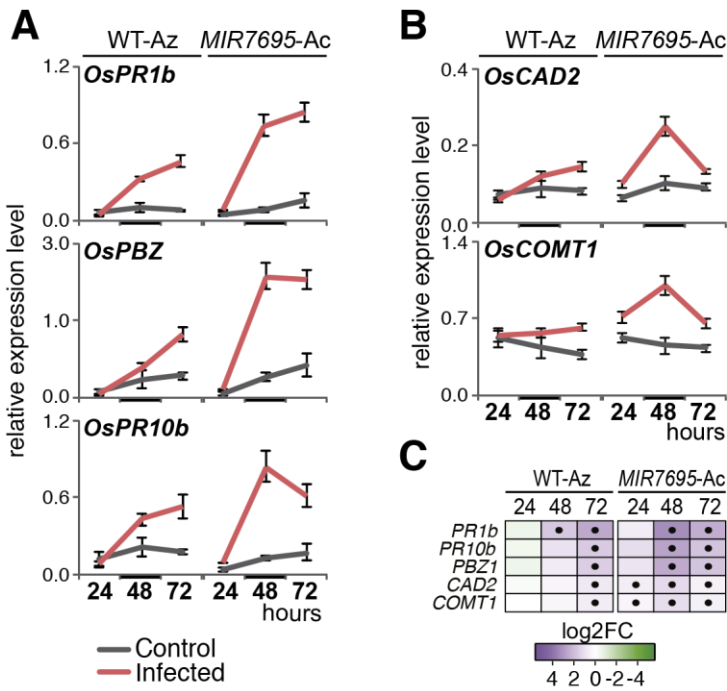 A
WT-Az MIR7695-Ac
OsPR1b
1.2
0.6
0.0
OsPBZ
3.0
1.0
0.0
OsPR10b
1.2
0.6
0.0
relative expression level
24 48 72 24 48 72
hours
Control
Infected
B
WT-Az MIR7695-Ac
OsCAD2
0.4
0.2
0.0
OsCOMT1
1.4
0.7
0.0
relative expression level
24 48 72 24 48 72
hours
C
WT-Az MIR7695-Ac
24 48 72 24 48 72
PR1b
PR10b
PBZ1
CAD2
COMT1
log2FC
4 2 0 -2 -4